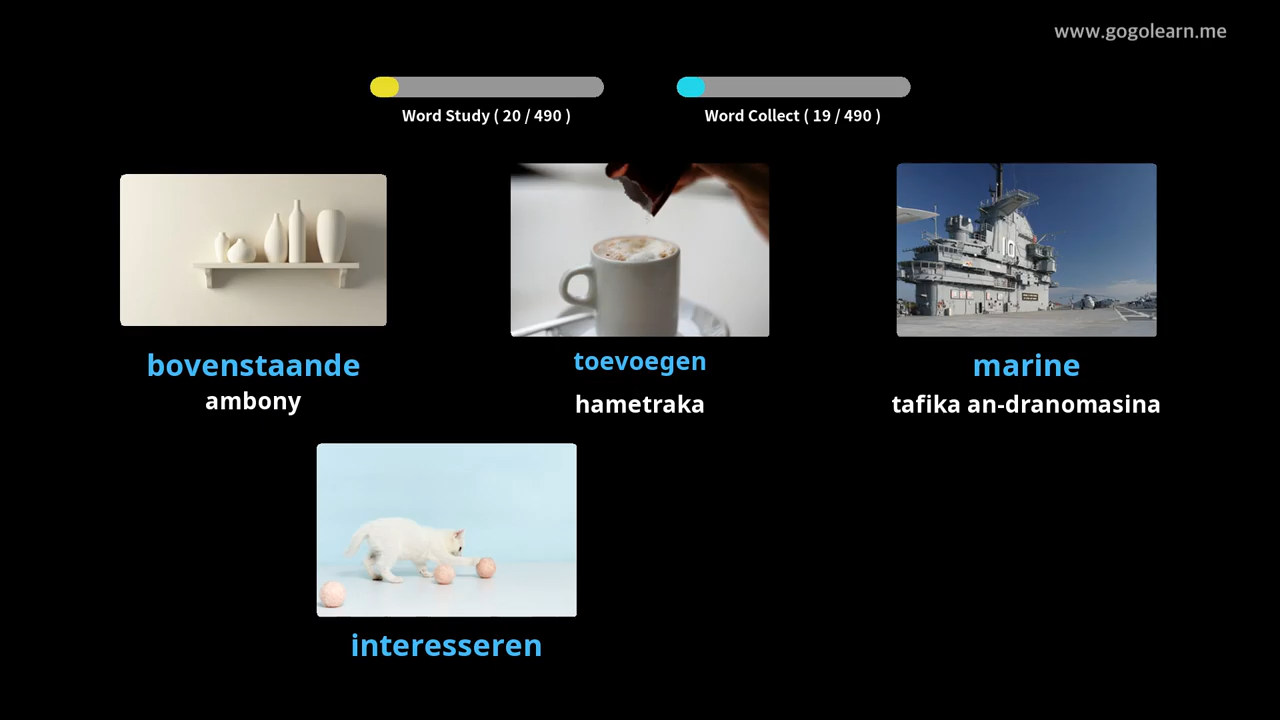 www.gogolearn.me
Word Study ( 20 / 490 )
Word Collect ( 19 / 490 )
bovenstaande
ambony
toevoegen
hametraka
marine
tafika an-dranomasina
interesseren